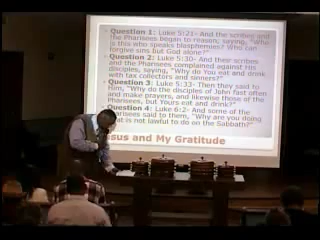 Question 1: Luke 5:21- And the scribes and
the Pharisees began to reason, saying, "Who
is this who speaks blasphemies? Who can
forgive sins but God alone?"
Question 2: Luke 5:30- And their scribes
and the Pharisees complained against His
disciples, saying, "Why do You eat and drink
with tax collectors and sinners?"
Question 3: Luke 5:33- Then they said to
Him, "Why do the disciples of John fast often
and make prayers, and likewise those of the
Pharisees, but Yours eat and drink?"
Question 4: Luke 6:2- And some of the
Pharisees said to them, "Why are you doing
what is not lawful to do on the Sabbath?"
Jesus and My Gratitude